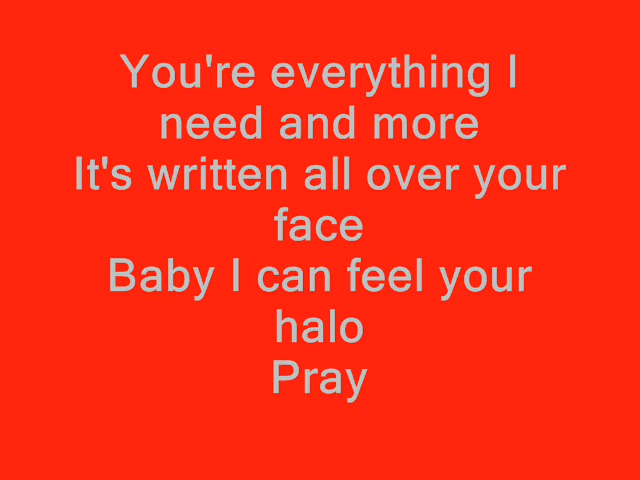 You're everything I
need and more
It's written all over your
face
Baby I can feel your
halo
Pray